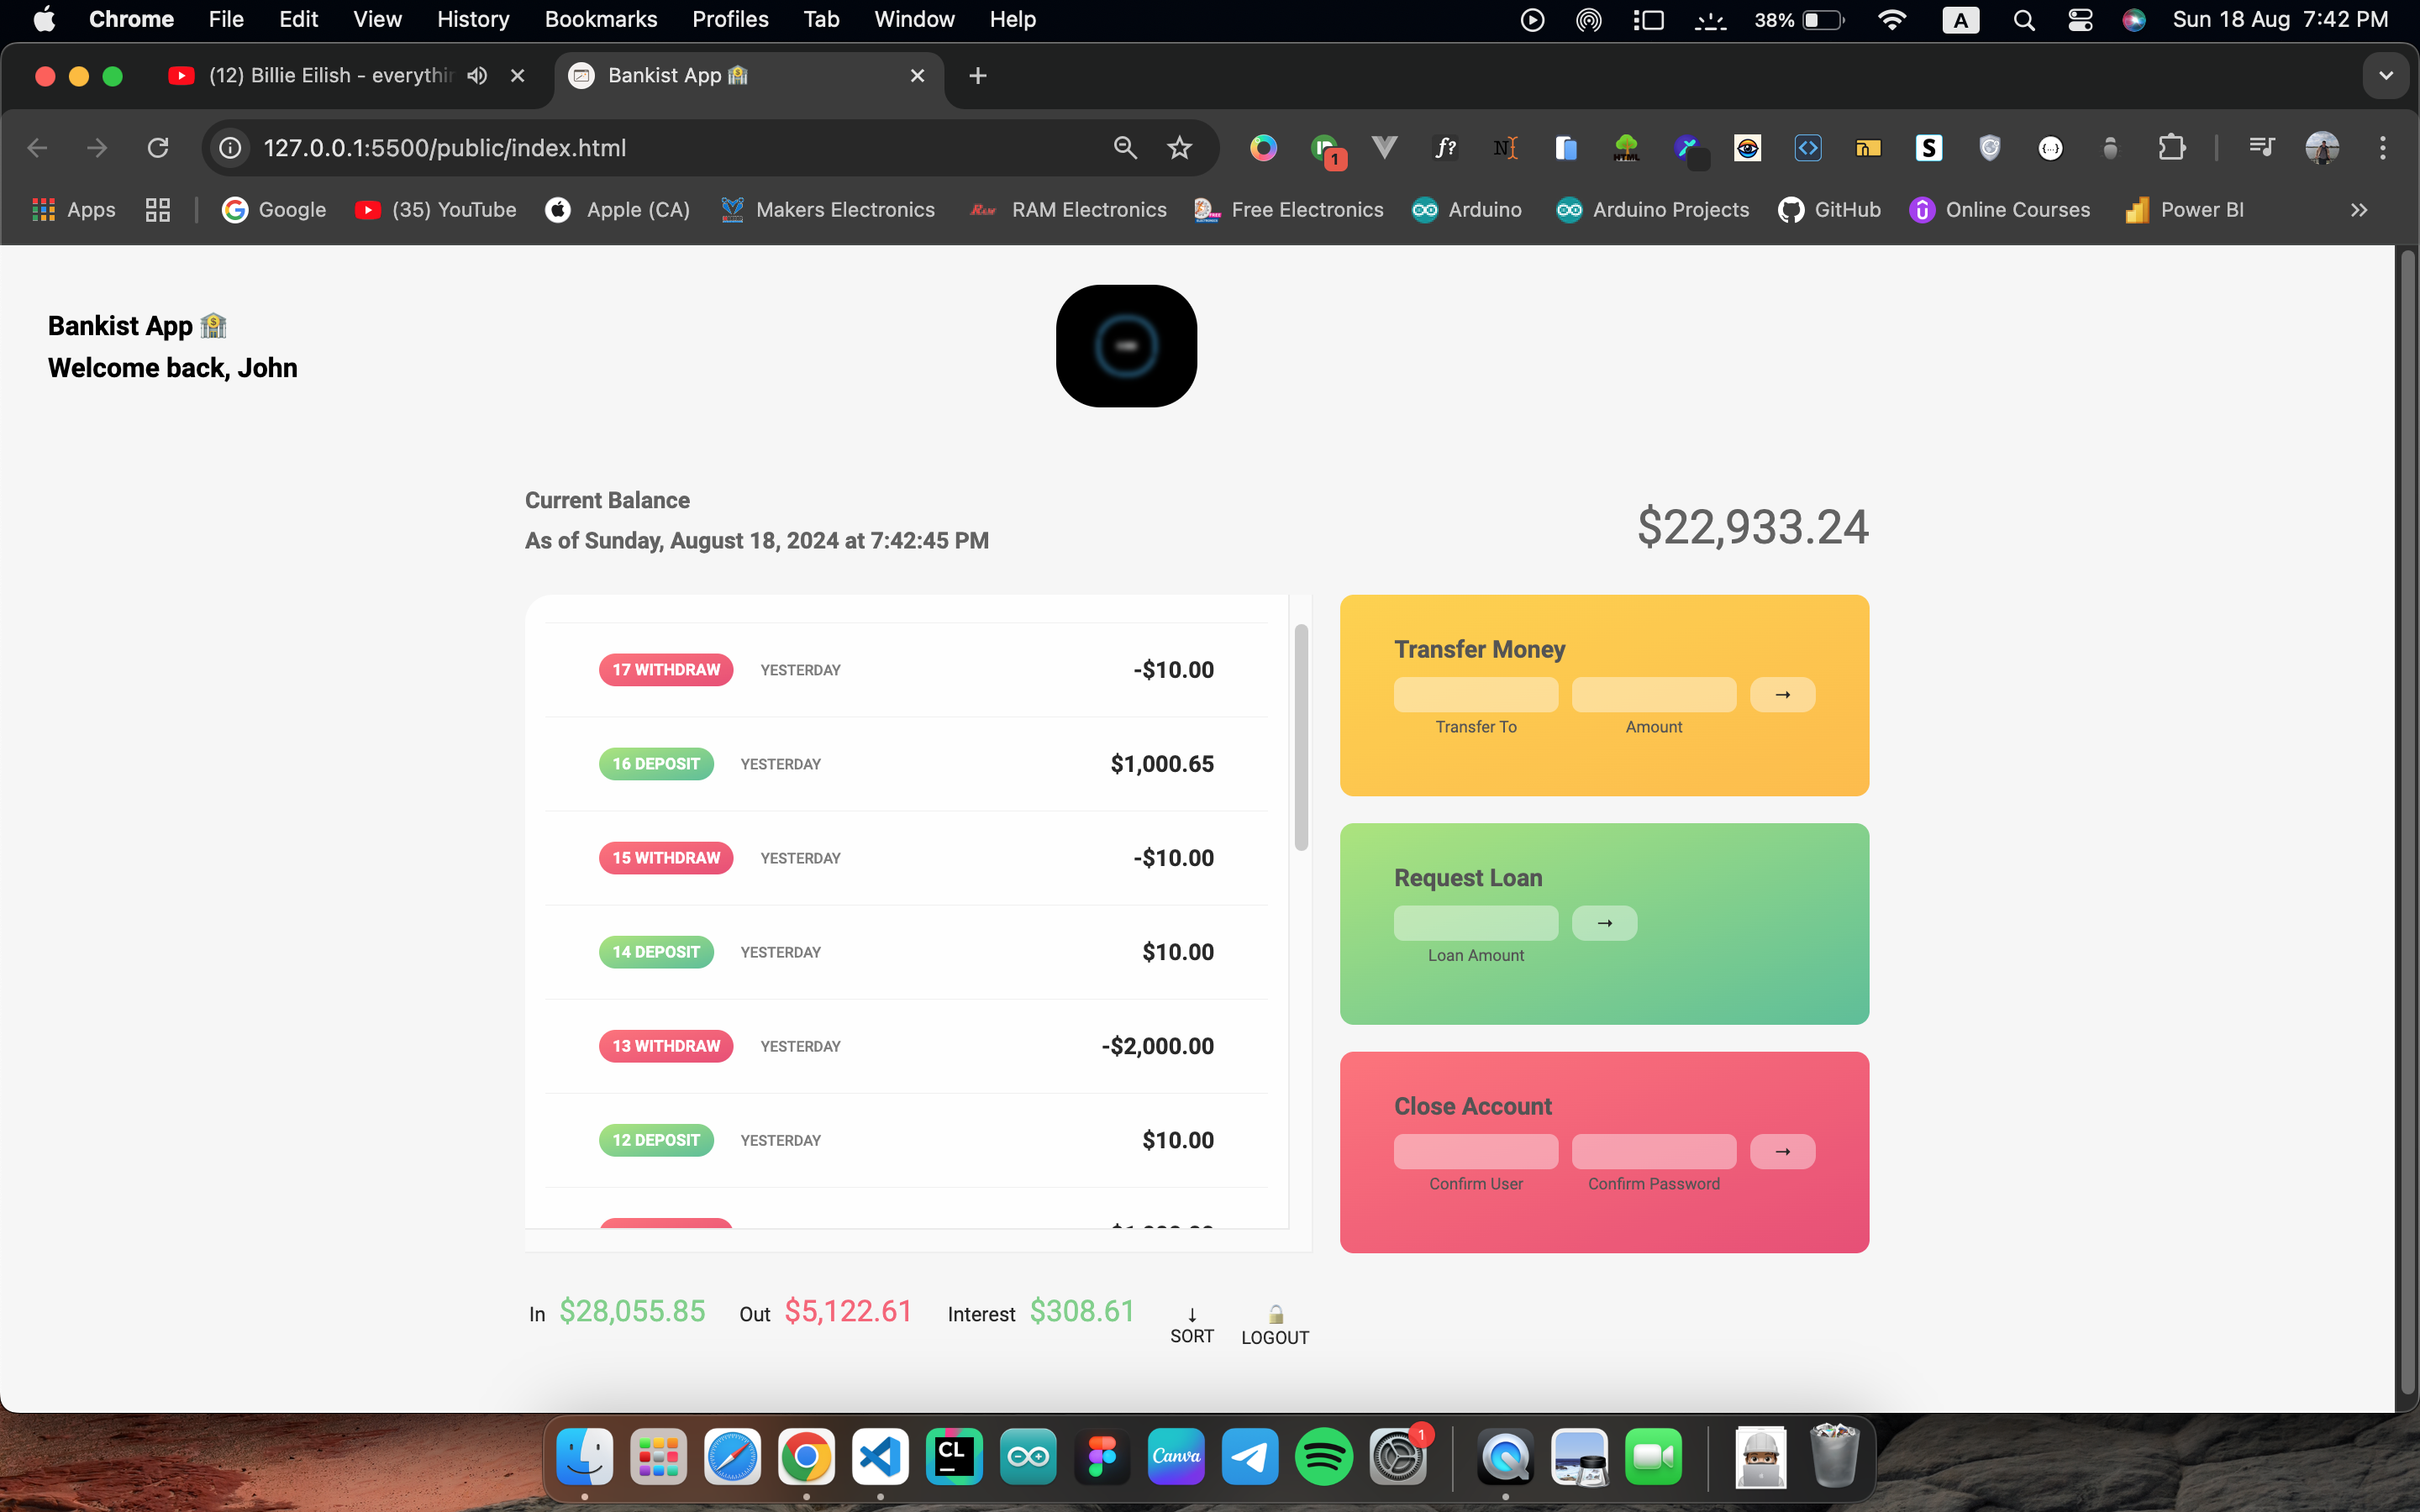 Chrome File Edit View History Bookmarks Profiles Tab Window Help 38% A Sun 18 Aug 7:42 PM
(12) Billie Eilish - everythin
Bankist App
127.0.0.1:5500/public/index.html
1
Apps Google (35) YouTube Apple (CA) Makers Electronics RAM Electronics Free Electronics Arduino Arduino Projects GitHub Online Courses Power BI
Bankist App
Welcome back, John
Current Balance
As of Sunday, August 18, 2024 at 7:42:45 PM
$22,933.24
17 WITHDRAW YESTERDAY -$10.00
16 DEPOSIT YESTERDAY $1,000.65
15 WITHDRAW YESTERDAY -$10.00
14 DEPOSIT YESTERDAY $10.00
13 WITHDRAW YESTERDAY -$2,000.00
12 DEPOSIT YESTERDAY $10.00
Transfer Money
→
Transfer To Amount
Request Loan
→
Loan Amount
Close Account
→
Confirm User Confirm Password
In $28,055.85 Out $5,122.61 Interest $308.61
↓ SORT
LOGOUT
CL
Canva
1